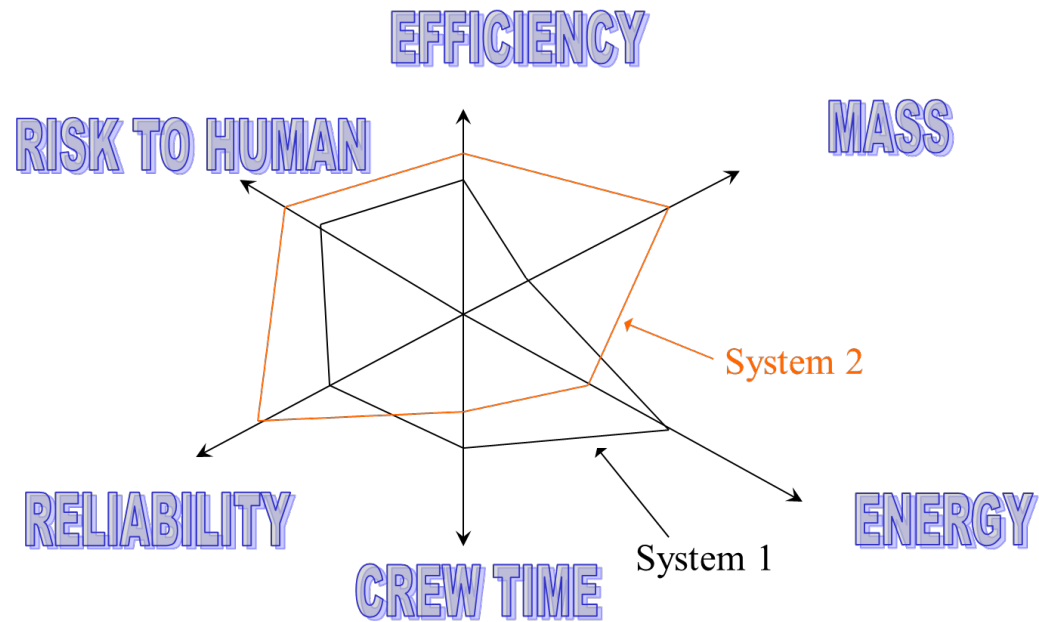 EFFICIENCY
MASS
RISK TO HUMAN
System 2
RELIABILITY
ENERGY
System 1
CREW TIME